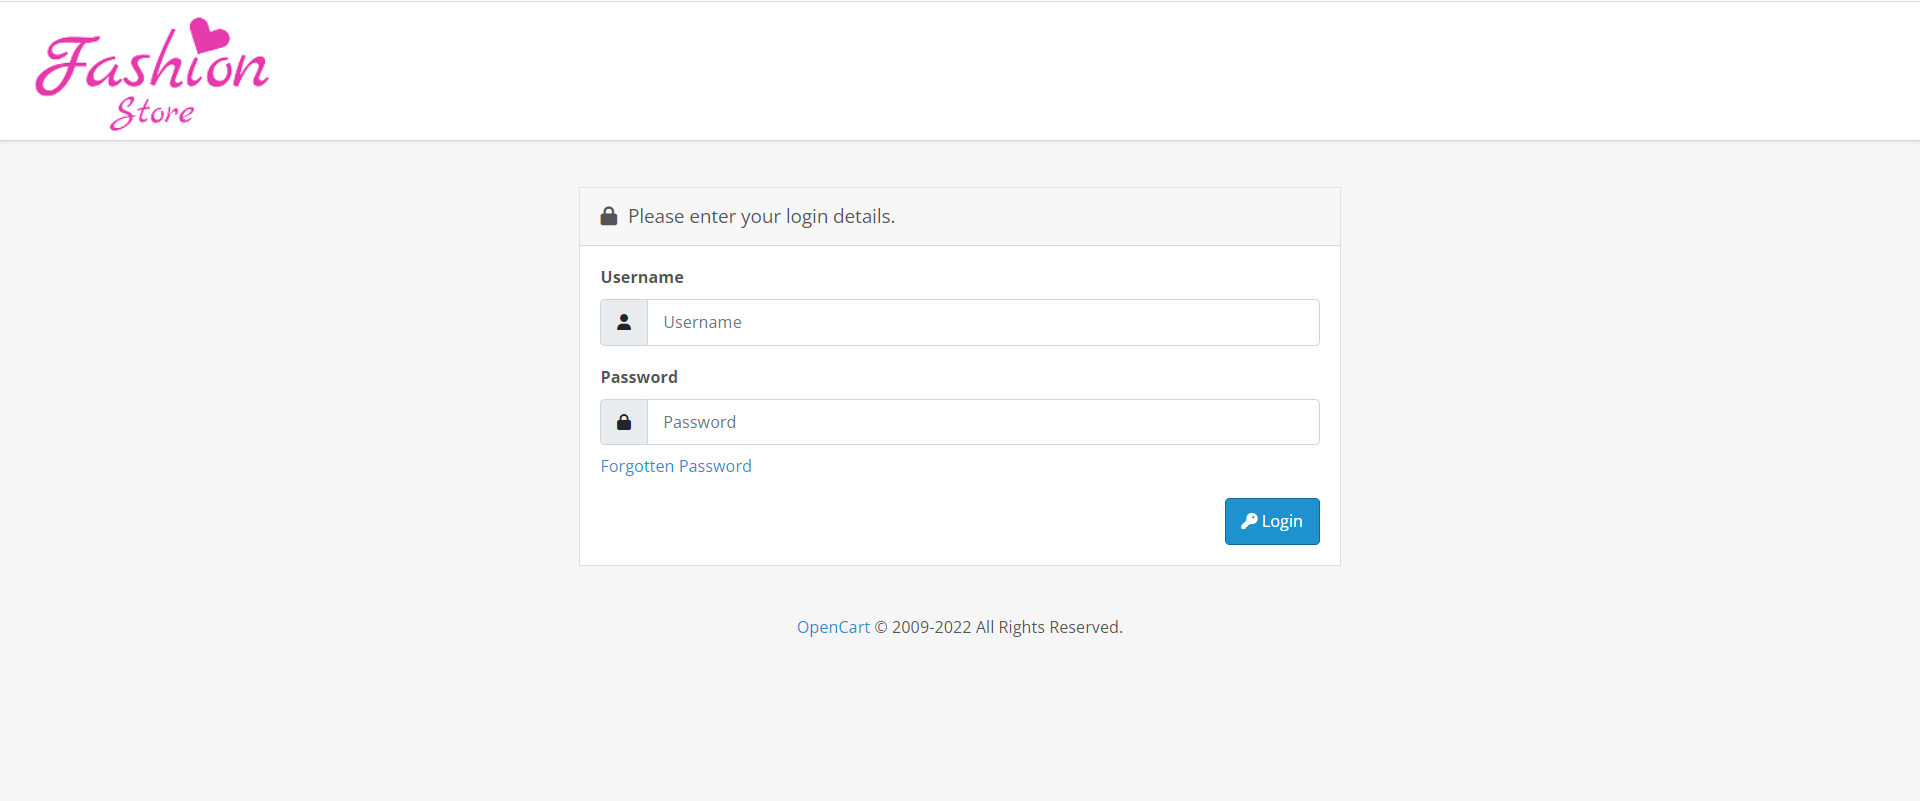 Fashion
Store
Please enter your login details.
Username
Username
Password
Password
Forgotten Password
Login
OpenCart © 2009-2022 All Rights Reserved.